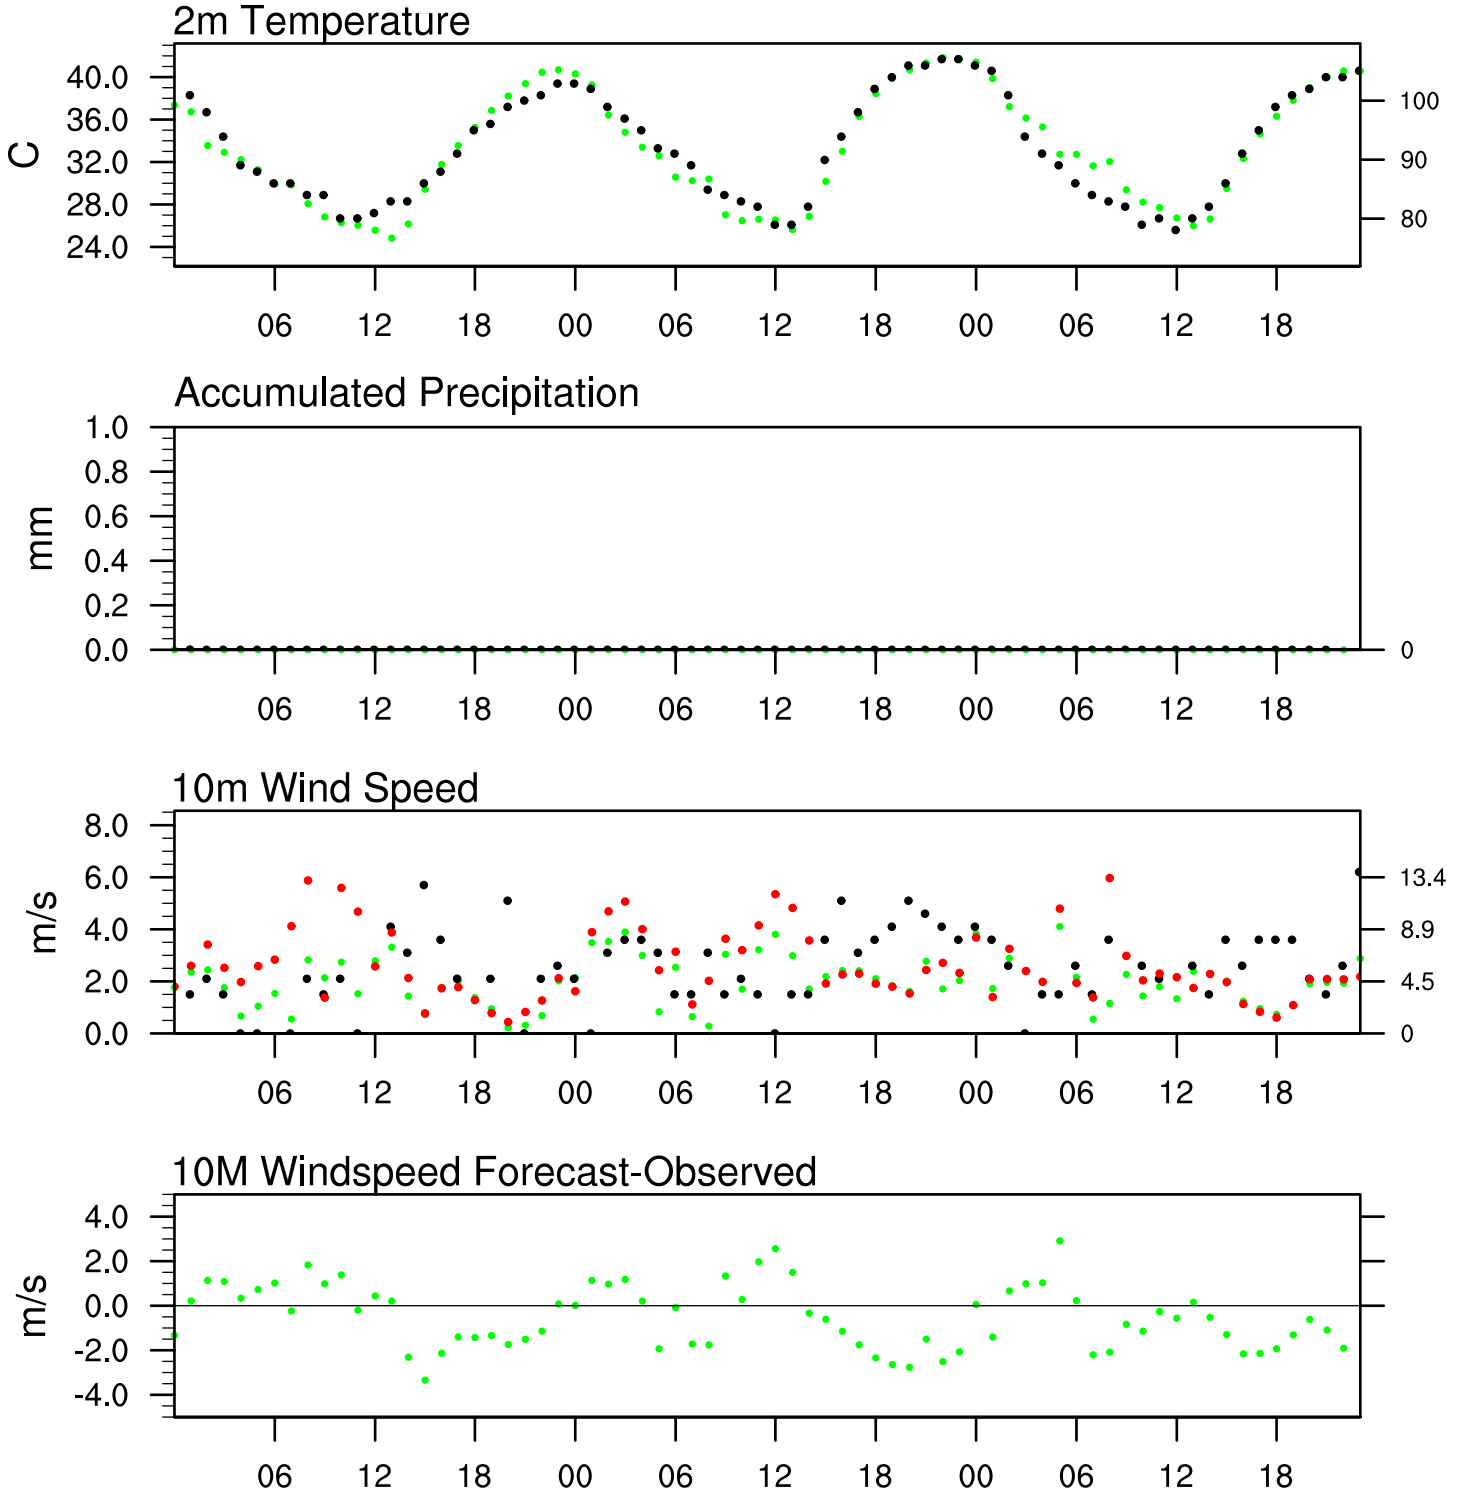 2m Temperature
40.0
36.0
32.0
28.0
24.0
C
100
90
80
06 12 18 00 06 12 18 00 06 12 18
Accumulated Precipitation
1.0
0.8
0.6
0.4
0.2
0.0
mm
0
06 12 18 00 06 12 18 00 06 12 18
10m Wind Speed
8.0
6.0
4.0
2.0
0.0
m/s
13.4
8.9
4.5
0
06 12 18 00 06 12 18 00 06 12 18
10M Windspeed Forecast-Observed
4.0
2.0
0.0
-2.0
-4.0
m/s
06 12 18 00 06 12 18 00 06 12 18